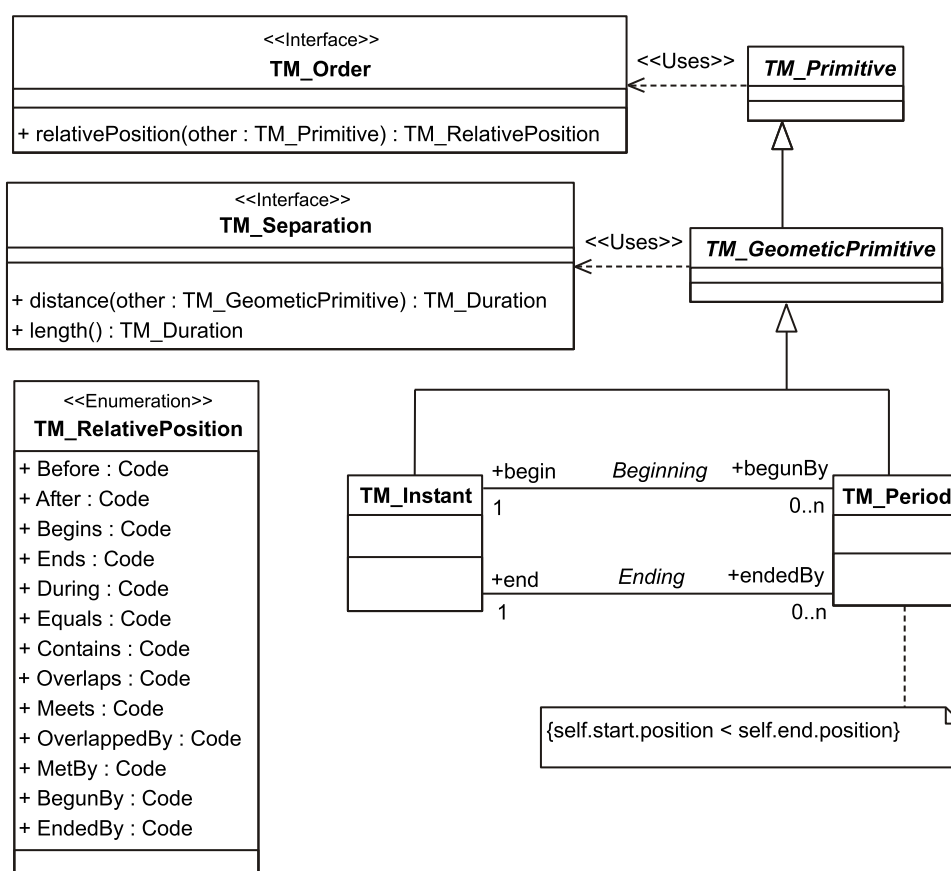 <<Interface>>
TM_Order
+ relativePosition(other : TM_Primitive) : TM_RelativePosition
<<Uses>>
TM_Primitive
<<Interface>>
TM_Separation
+ distance(other : TM_GeometicPrimitive) : TM_Duration
+ length() : TM_Duration
<<Uses>>
TM_GeometicPrimitive
<<Enumeration>>
TM_RelativePosition
+ Before : Code
+ After : Code
+ Begins : Code
+ Ends : Code
+ During : Code
+ Equals : Code
+ Contains : Code
+ Overlaps : Code
+ Meets : Code
+ OverlappedBy : Code
+ MetBy : Code
+ BegunBy : Code
+ EndedBy : Code
TM_Instant
+begin
Beginning
+begunBy
1
0..n
+end
Ending
+endedBy
1
0..n
TM_Period
{self.start.position < self.end.position}